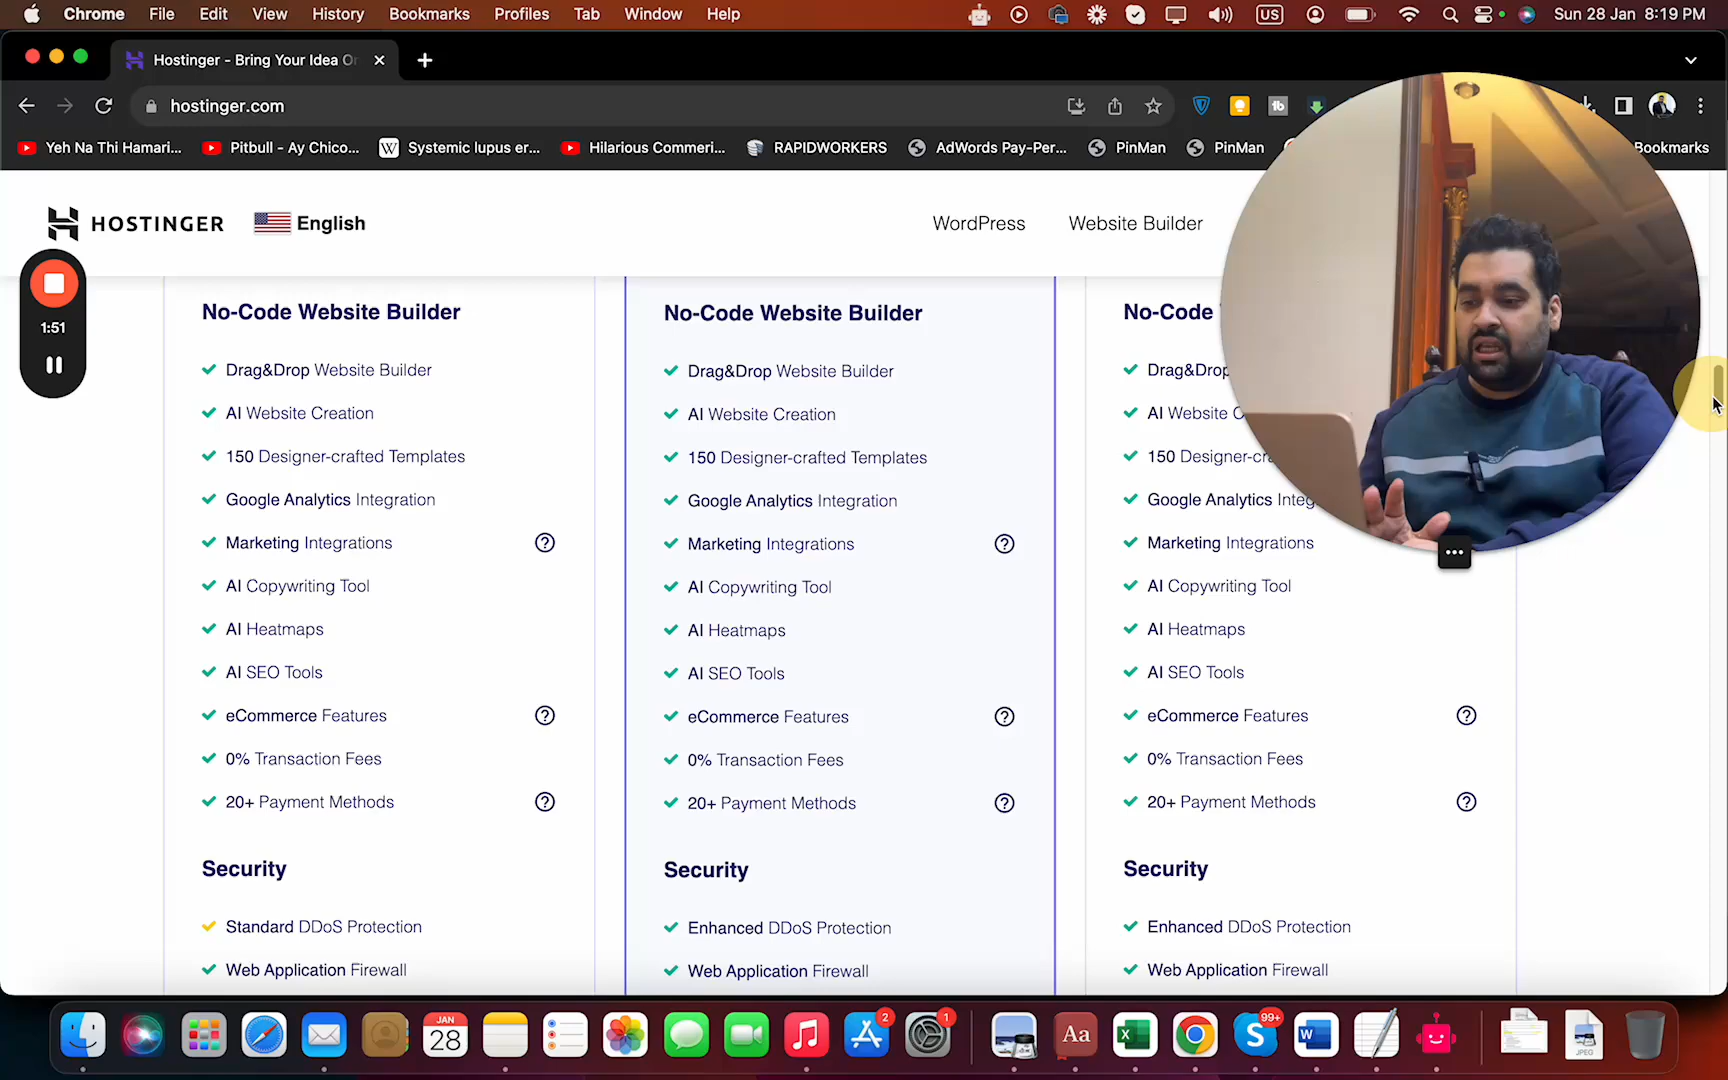 Chrome File Edit View History Bookmarks Profiles Tab Window Help US Sun 28 Jan 8:19 PM
Hostinger - Bring Your Idea Or
hostinger.com
Yeh Na Thi Hamari... Pitbull - Ay Chico... Systemic lupus er... Hilarious Commeri... RAPIDWORKERS AdWords Pay-Per... PinMan PinMan Bookmarks
HOSTINGER English WordPress Website Builder
1:51
No-Code Website Builder
Drag&Drop Website Builder
AI Website Creation
150 Designer-crafted Templates
Google Analytics Integration
Marketing Integrations
AI Copywriting Tool
AI Heatmaps
AI SEO Tools
eCommerce Features
0% Transaction Fees
20+ Payment Methods
Security
Standard DDoS Protection
Web Application Firewall
No-Code Website Builder
Drag&Drop Website Builder
AI Website Creation
150 Designer-crafted Templates
Google Analytics Integration
Marketing Integrations
AI Copywriting Tool
AI Heatmaps
AI SEO Tools
eCommerce Features
0% Transaction Fees
20+ Payment Methods
Security
Enhanced DDoS Protection
Web Application Firewall
No-Code
Drag&Drop
AI Website C
150 Designer-cra
Google Analytics Integ
Marketing Integrations
AI Copywriting Tool
AI Heatmaps
AI SEO Tools
eCommerce Features
0% Transaction Fees
20+ Payment Methods
Security
Enhanced DDoS Protection
Web Application Firewall
JAN
28
2
1
Aa
99+
JPEG